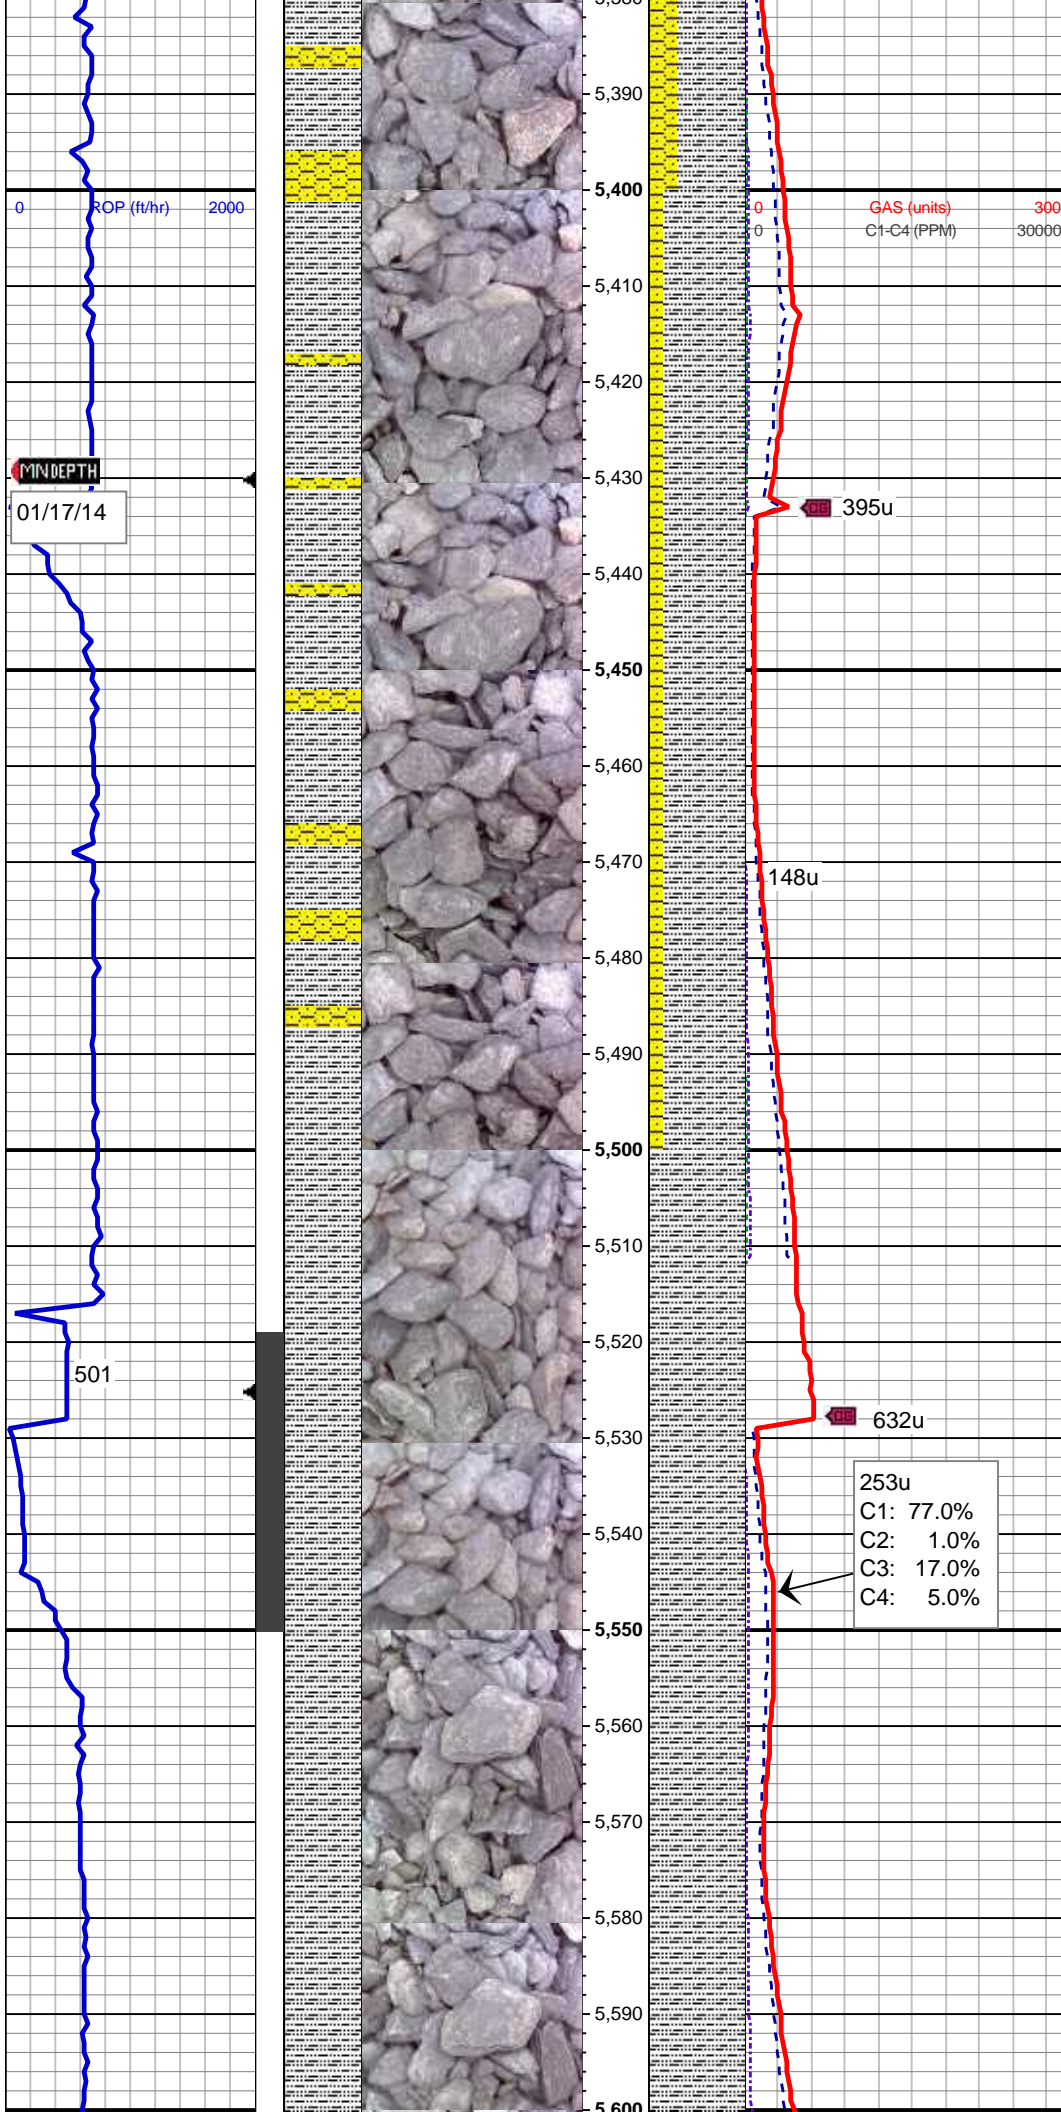 5,380
5,390
5,400
0 ROP (ft/hr) 2000
0 GAS (units) 300
0 C1-C4 (PPM) 30000
5,410
5,420
5,430
MNDEPTH
01/17/14
DG 395u
5,440
5,450
5,460
5,470
148u
5,480
5,490
5,500
5,510
5,520
501
DG 632u
5,530
253u
C1: 77.0%
C2: 1.0%
C3: 17.0%
C4: 5.0%
5,540
5,550
5,560
5,570
5,580
5,590
5,600